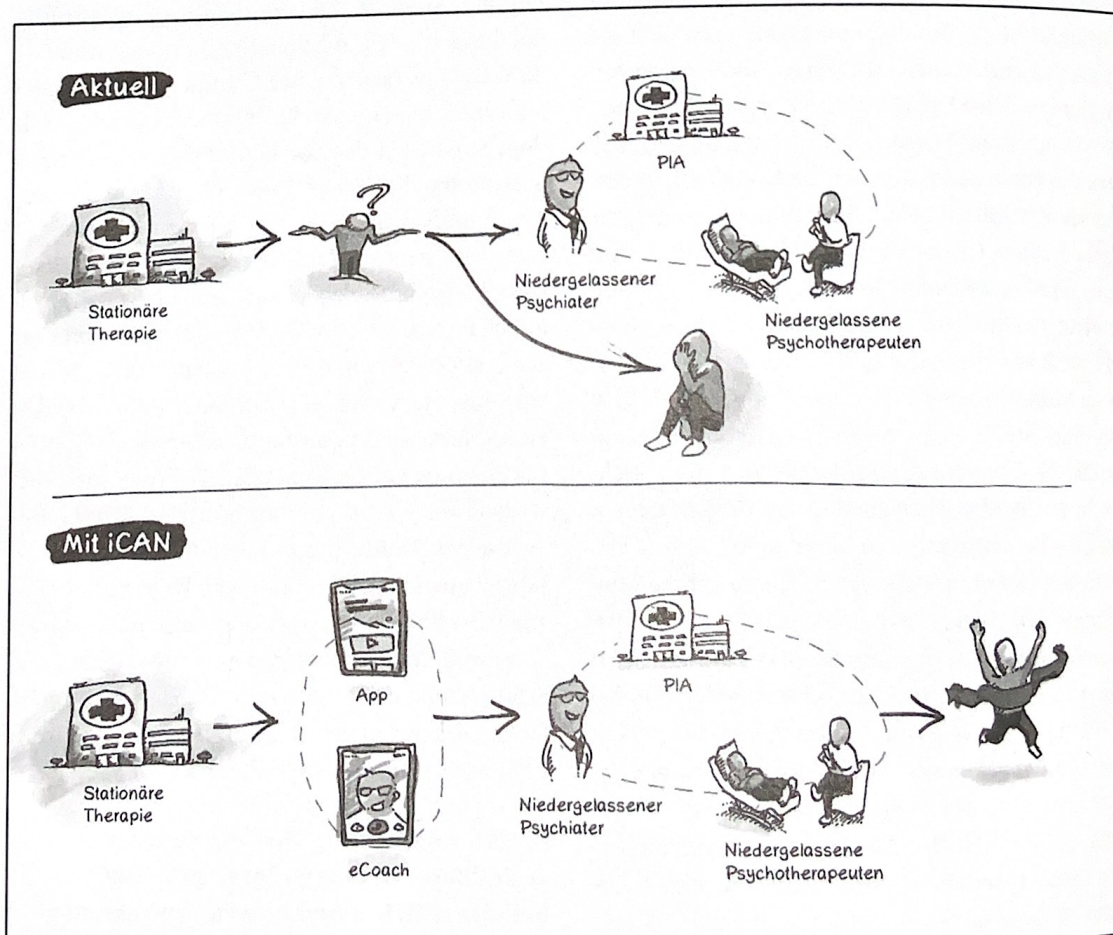 Aktuell
?
PIA
Niedergelassener
Psychiater
Stationäre
Therapie
Niedergelassene
Psychotherapeuten
Mit iCAN
App
PIA
Stationäre
Therapie
Niedergelassener
Psychiater
eCoach
Niedergelassene
Psychotherapeuten